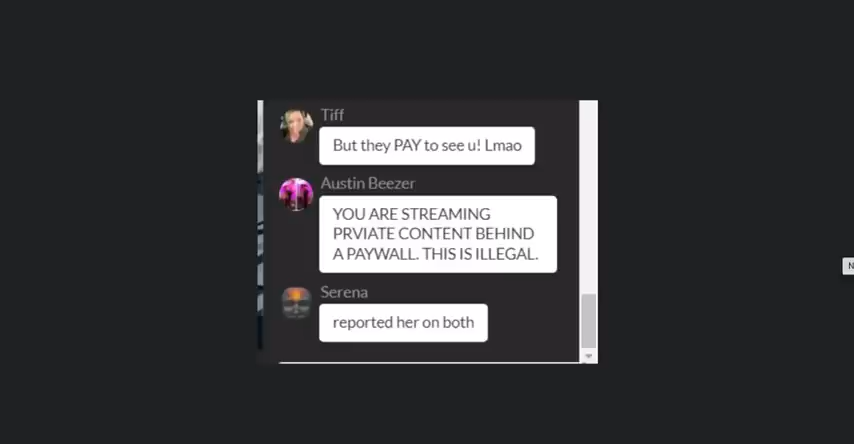 Tiff
But they PAY to see u! Lmao
Austin Beezer
YOU ARE STREAMING
PRVIATE CONTENT BEHIND
A PAYWALL. THIS IS ILLEGAL.
Serena
reported her on both
N